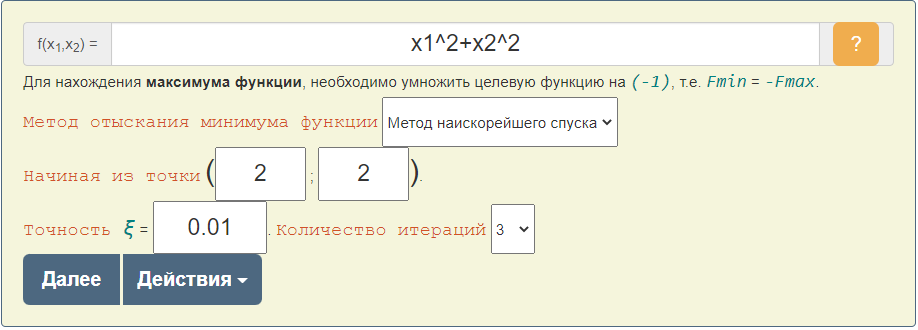 f(x1,x2) = x1^2+x2^2 ?
Для нахождения максимума функции, необходимо умножить целевую функцию на (-1), т.е. Fmin = -Fmax.
Метод отыскания минимума функции Метод наискорейшего спуска
Начиная из точки ( 2 ; 2 ).
Точность ξ = 0.01 . Количество итераций 3
Далее Действия